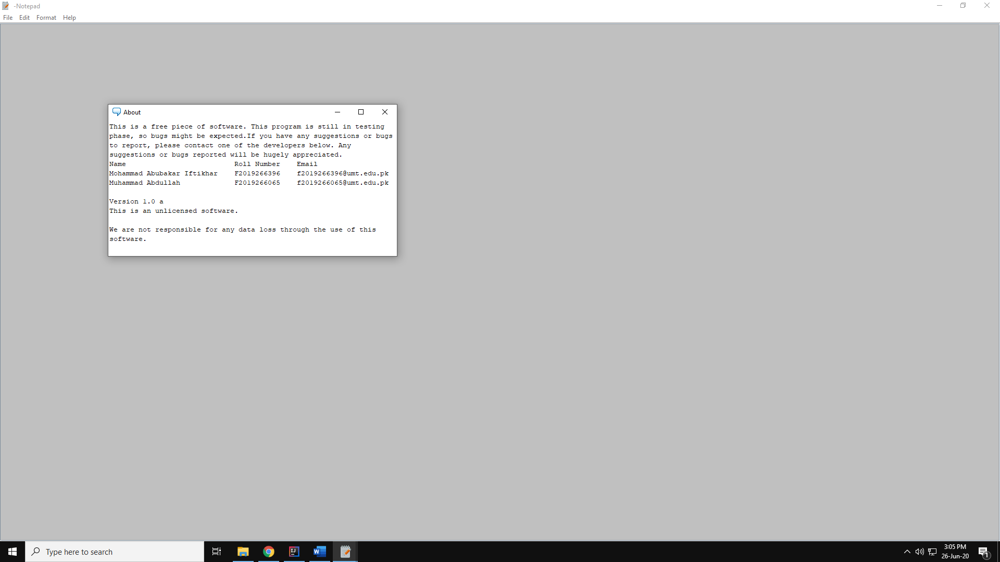 -Notepad
File Edit Format Help
About
This is a free piece of software. This program is still in testing
phase, so bugs might be expected.If you have any suggestions or bugs
to report, please contact one of the developers below. Any
suggestions or bugs reported will be hugely appreciated.
Name Roll Number Email
Mohammad Abubakar Iftikhar F2019266396 f2019266396@umt.edu.pk
Muhammad Abdullah F2019266065 f2019266065@umt.edu.pk
Version 1.0 a
This is an unlicensed software.
We are not responsible for any data loss through the use of this
software.
Type here to search
IJ
W
3:05 PM
26-Jun-20
1